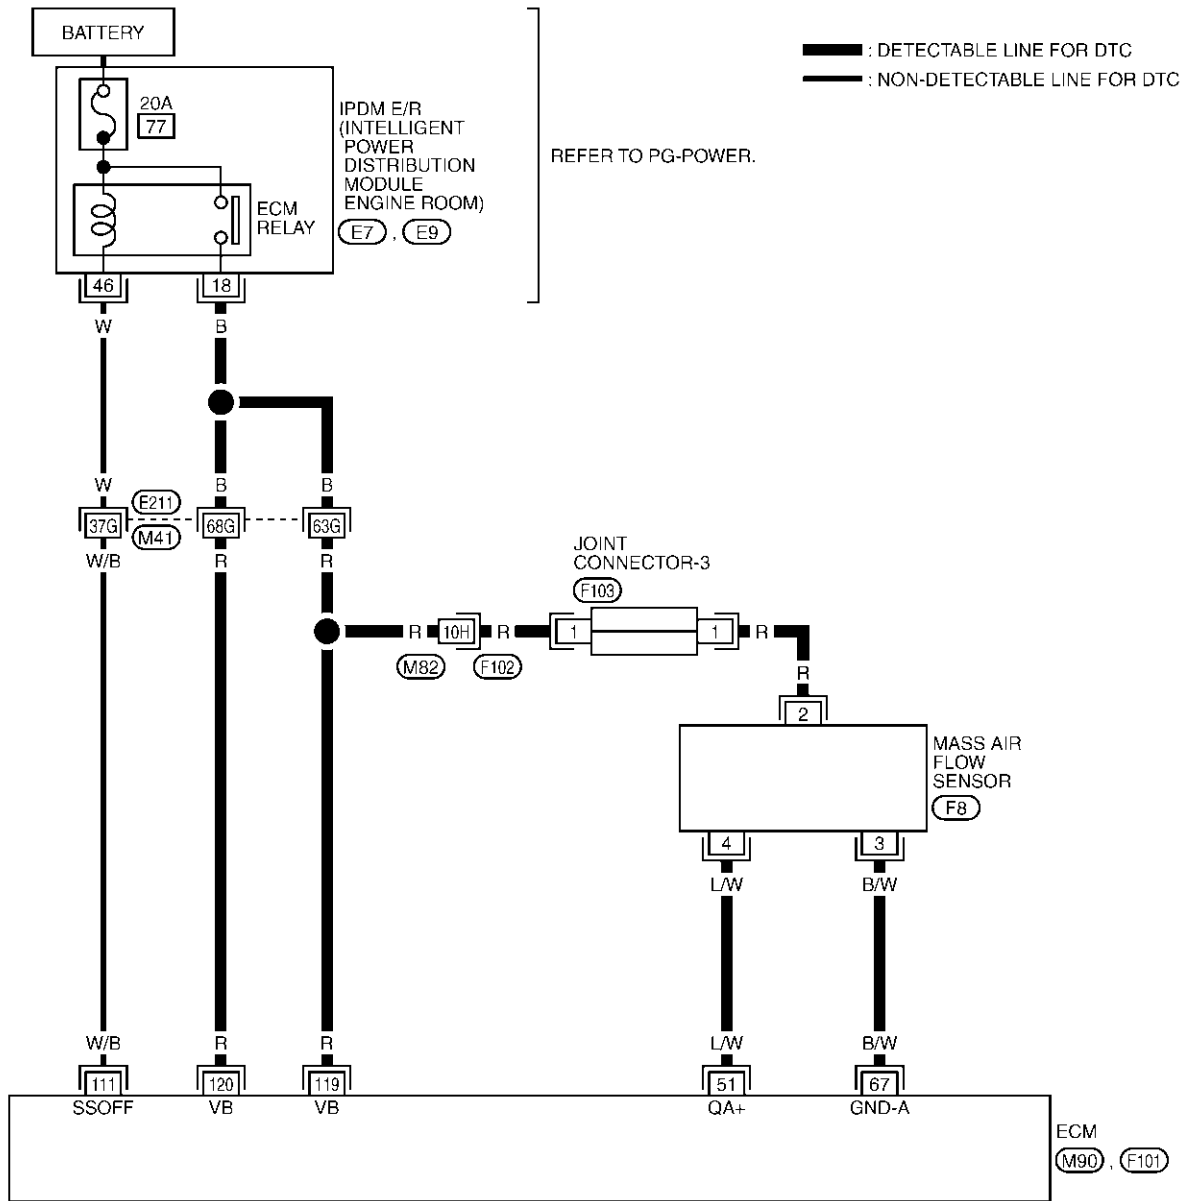 BATTERY
: DETECTABLE LINE FOR DTC
: NON-DETECTABLE LINE FOR DTC
20A
77
IPDM E/R
(INTELLIGENT
POWER
DISTRIBUTION
MODULE
ENGINE ROOM)
E7 , E9
REFER TO PG-POWER.
ECM
RELAY
46 18
W B
W B B
E211
37G 68G 63G
M41
W/B R R
JOINT
CONNECTOR-3
F103
R 10H R 1 1 R
M82 F102
R
2
MASS AIR
FLOW
SENSOR
F8
4 3
L/W B/W
W/B R R L/W B/W
111 120 119 51 67
SSOFF VB VB QA+ GND-A
ECM
M90 , F101